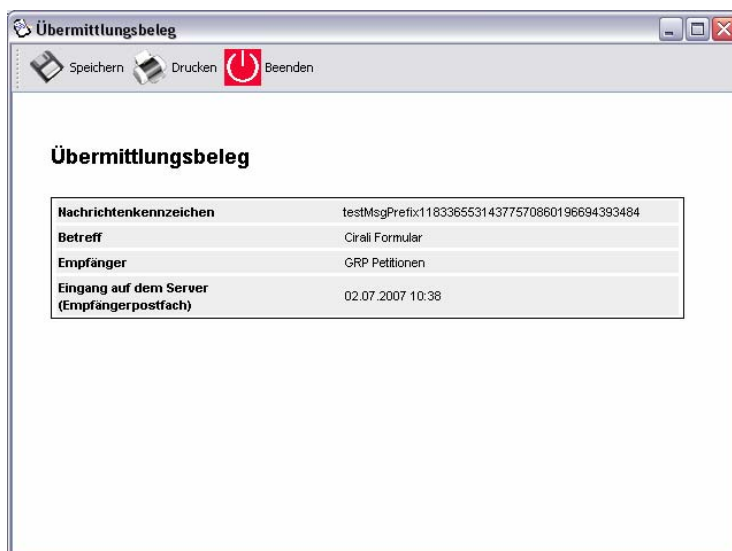 Übermittlungsbeleg
Speichern Drucken Beenden
Übermittlungsbeleg
Nachrichtenkennzeichen testMsgPrefix11833655314377570860196694393484
Betreff Cirali Formular
Empfänger GRP Petitionen
Eingang auf dem Server
(Empfängerpostfach) 02.07.2007 10:38